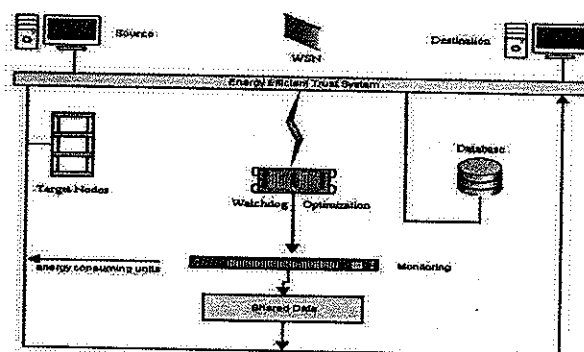 Source
WSN
Destination
Energy Efficient Trust System
Target Nodes
Database
Watchdog Optimization
energy consuming units
Monitoring
Shared Data